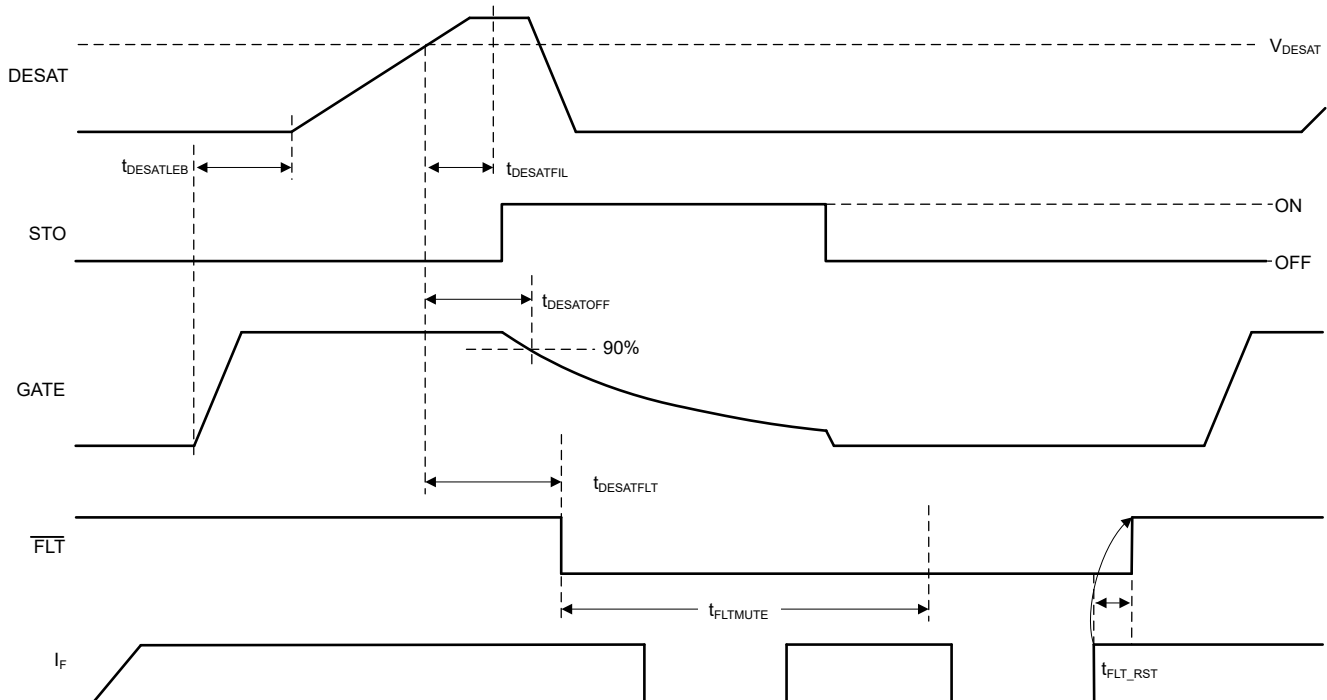 V_DESAT
DESAT
t_DESATLEB
t_DESATFIL
ON
STO
OFF
t_DESATOFF
90%
GATE
t_DESATFLT
FLT
t_FLTMUTE
I_F
t_FLT_RST